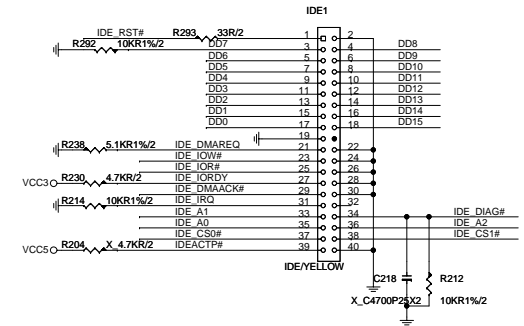 IDE1
IDE_RST# R293 33R/2 1 2
R292 10KR1%/2 DD7 3 4 DD8
DD6 5 6 DD9
DD5 7 8 DD10
DD4 9 10 DD11
DD3 11 12 DD12
DD2 13 14 DD13
DD1 15 16 DD14
DD0 17 18 DD15
19
R238 5.1KR1%/2 IDE_DMAREQ 21 22
IDE_IOW# 23 24
IDE_IOR# 25 26
VCC3 R230 4.7KR/2 IDE_IORDY 27 28
IDE_DMAACK# 29 30
R214 10KR1%/2 IDE_IRQ 31 32
IDE_A1 33 34 IDE_DIAG#
IDE_A0 35 36 IDE_A2
IDE_CS0# 37 38 IDE_CS1#
VCC5 R204 X_4.7KR/2 IDEACTP# 39 40
IDE/YELLOW
C218 R212
X_C4700P25X2 10KR1%/2